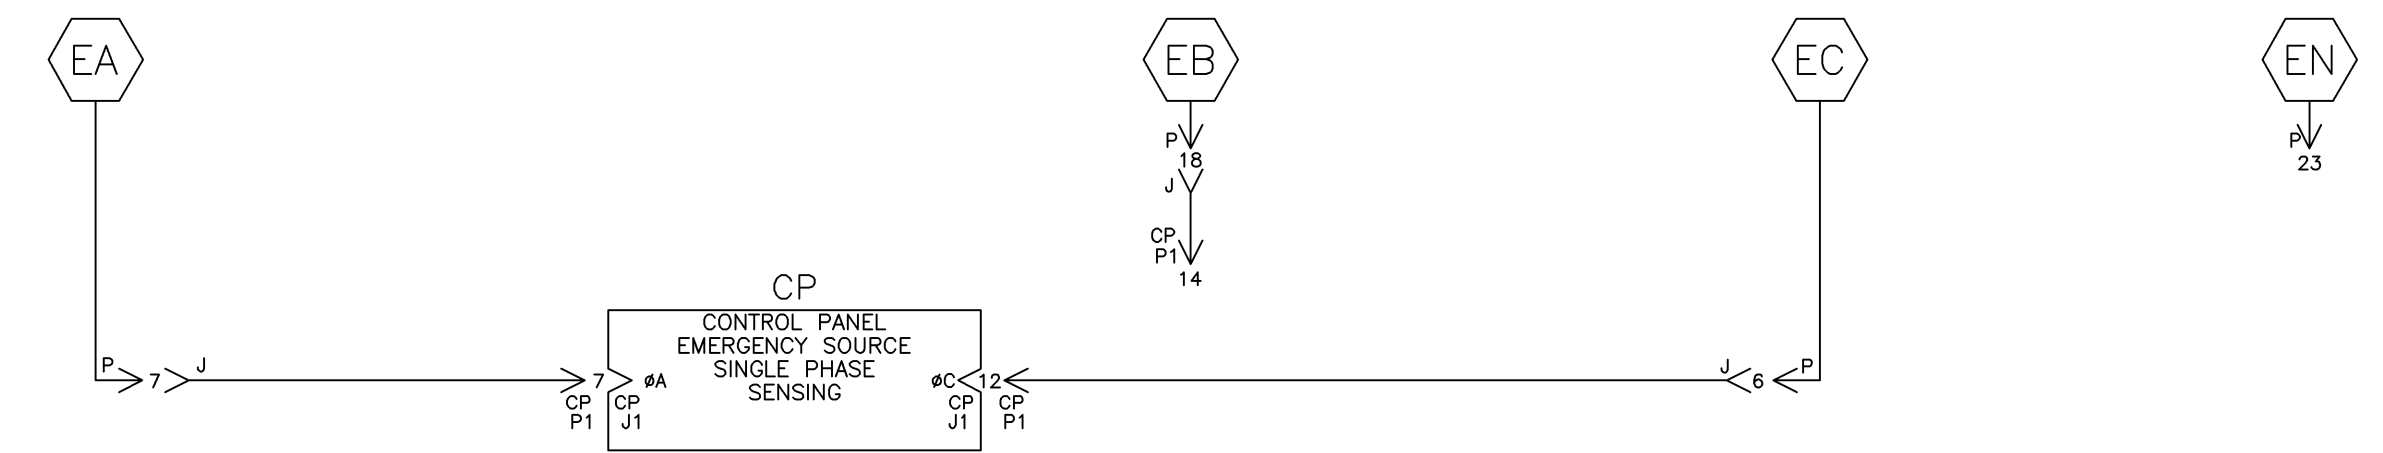 EA
EB
EC
EN
P
18
J
CP
P1
14
P
23
CP
CONTROL PANEL
EMERGENCY SOURCE
SINGLE PHASE
SENSING
P
7
J
7
øA
øC
12
J
6
P
CP
P1
CP
J1
CP
J1
CP
P1